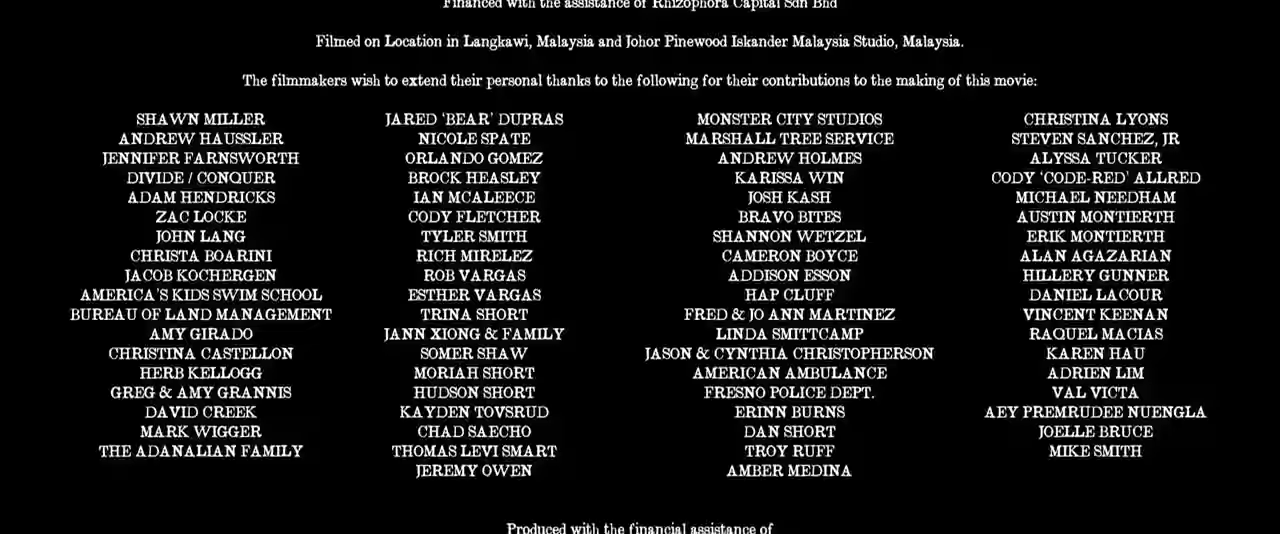 Financed with the assistance of Rhizophora Capital Sdn Bhd
Filmed on Location in Langkawi, Malaysia and Johor Pinewood Iskander Malaysia Studio, Malaysia.
The filmmakers wish to extend their personal thanks to the following for their contributions to the making of this movie:
SHAWN MILLER
ANDREW HAUSSLER
JENNIFER FARNSWORTH
DIVIDE / CONQUER
ADAM HENDRICKS
ZAC LOCKE
JOHN LANG
CHRISTA BOARINI
JACOB KOCHERGEN
AMERICA'S KIDS SWIM SCHOOL
BUREAU OF LAND MANAGEMENT
AMY GIRADO
CHRISTINA CASTELLON
HERB KELLOGG
GREG & AMY GRANNIS
DAVID CREEK
MARK WIGGER
THE ADANALIAN FAMILY
JARED 'BEAR' DUPRAS
NICOLE SPATE
ORLANDO GOMEZ
BROCK HEASLEY
IAN MCALEECE
CODY FLETCHER
TYLER SMITH
RICH MIRELEZ
ROB VARGAS
ESTHER VARGAS
TRINA SHORT
JANN XIONG & FAMILY
SOMER SHAW
MORIAH SHORT
HUDSON SHORT
KAYDEN TOVSRUD
CHAD SAECHO
THOMAS LEVI SMART
JEREMY OWEN
MONSTER CITY STUDIOS
MARSHALL TREE SERVICE
ANDREW HOLMES
KARISSA WIN
JOSH KASH
BRAVO BITES
SHANNON WETZEL
CAMERON BOYCE
ADDISON ESSON
HAP CLUFF
FRED & JO ANN MARTINEZ
LINDA SMITTCAMP
JASON & CYNTHIA CHRISTOPHERSON
AMERICAN AMBULANCE
FRESNO POLICE DEPT.
ERINN BURNS
DAN SHORT
TROY RUFF
AMBER MEDINA
CHRISTINA LYONS
STEVEN SANCHEZ, JR
ALYSSA TUCKER
CODY 'CODE-RED' ALLRED
MICHAEL NEEDHAM
AUSTIN MONTIERTH
ERIK MONTIERTH
ALAN AGAZARIAN
HILLERY GUNNER
DANIEL LACOUR
VINCENT KEENAN
RAQUEL MACIAS
KAREN HAU
ADRIEN LIM
VAL VICTA
AEY PREMRUDEE NUENGLA
JOELLE BRUCE
MIKE SMITH
Produced with the financial assistance of